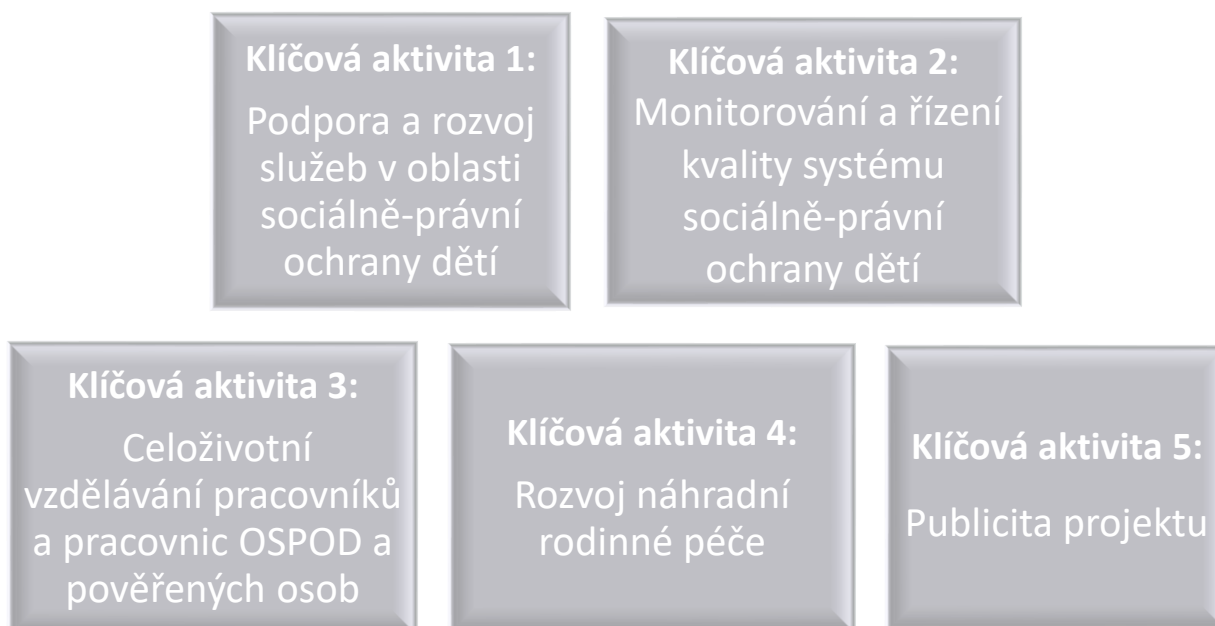 Klíčová aktivita 1:
Podpora a rozvoj
služeb v oblasti
sociálně-právní
ochrany dětí
Klíčová aktivita 2:
Monitorování a řízení
kvality systému
sociálně-právní
ochrany dětí
Klíčová aktivita 3:
Celoživotní
vzdělávání pracovníků
a pracovnic OSPOD a
pověřených osob
Klíčová aktivita 4:
Rozvoj náhradní
rodinné péče
Klíčová aktivita 5:
Publicita projektu